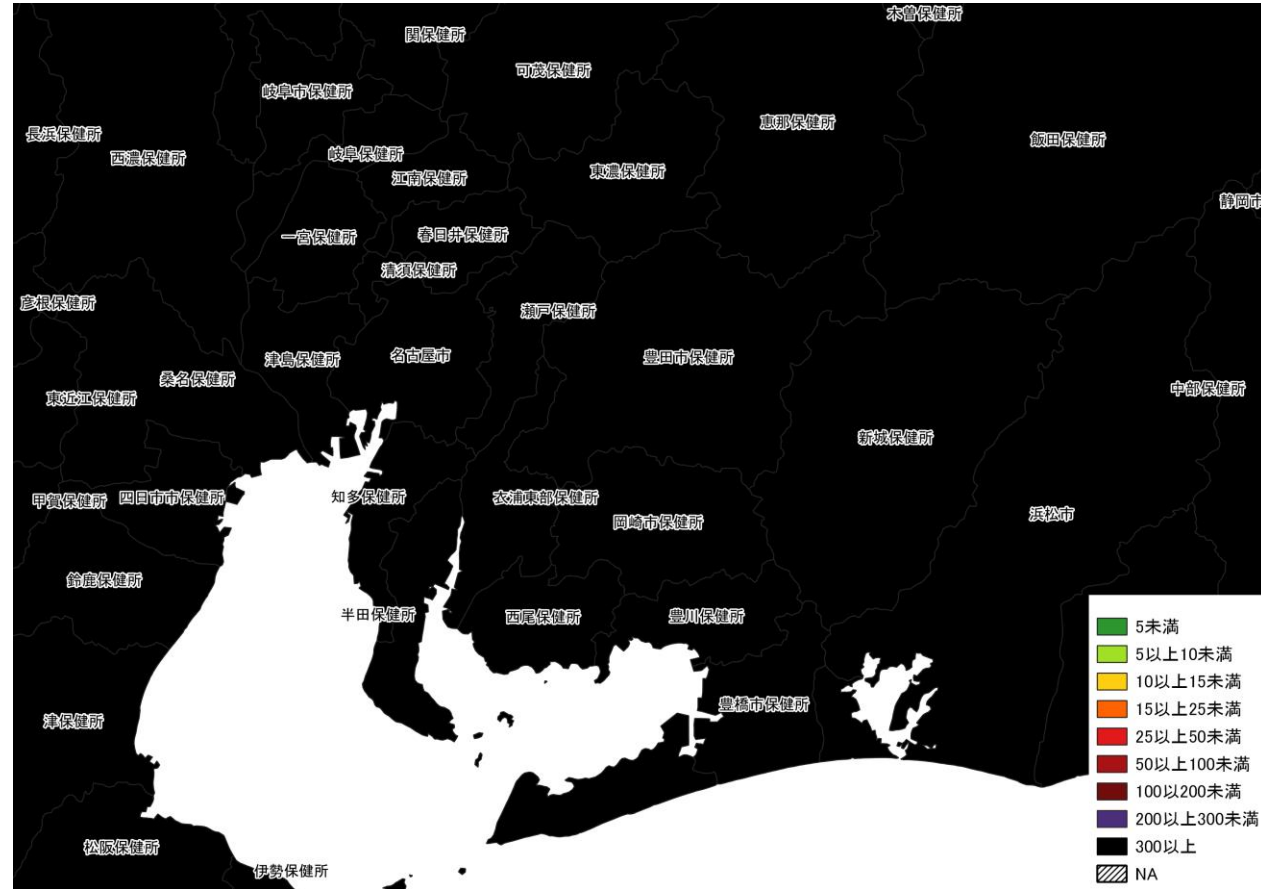 木曽保健所
関保健所
可茂保健所
岐阜市保健所
恵那保健所
長浜保健所
飯田保健所
西濃保健所
岐阜保健所
東濃保健所
江南保健所
静岡市
一宮保健所
春日井保健所
清須保健所
彦根保健所
瀬戸保健所
津島保健所
名古屋市
豊田市保健所
桑名保健所
中部保健所
東近江保健所
新城保健所
甲賀保健所
四日市市保健所
知多保健所
衣浦東部保健所
岡崎市保健所
浜松市
鈴鹿保健所
半田保健所
西尾保健所
豊川保健所
豊橋市保健所
津保健所
松阪保健所
伊勢保健所
5未満
5以上10未満
10以上15未満
15以上25未満
25以上50未満
50以上100未満
100以200未満
200以上300未満
300以上
NA